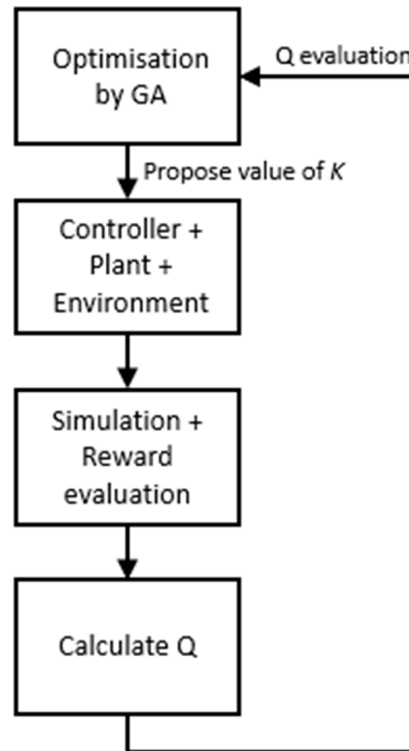 Optimisation
by GA
Q evaluation
Propose value of K
Controller +
Plant +
Environment
Simulation +
Reward
evaluation
Calculate Q